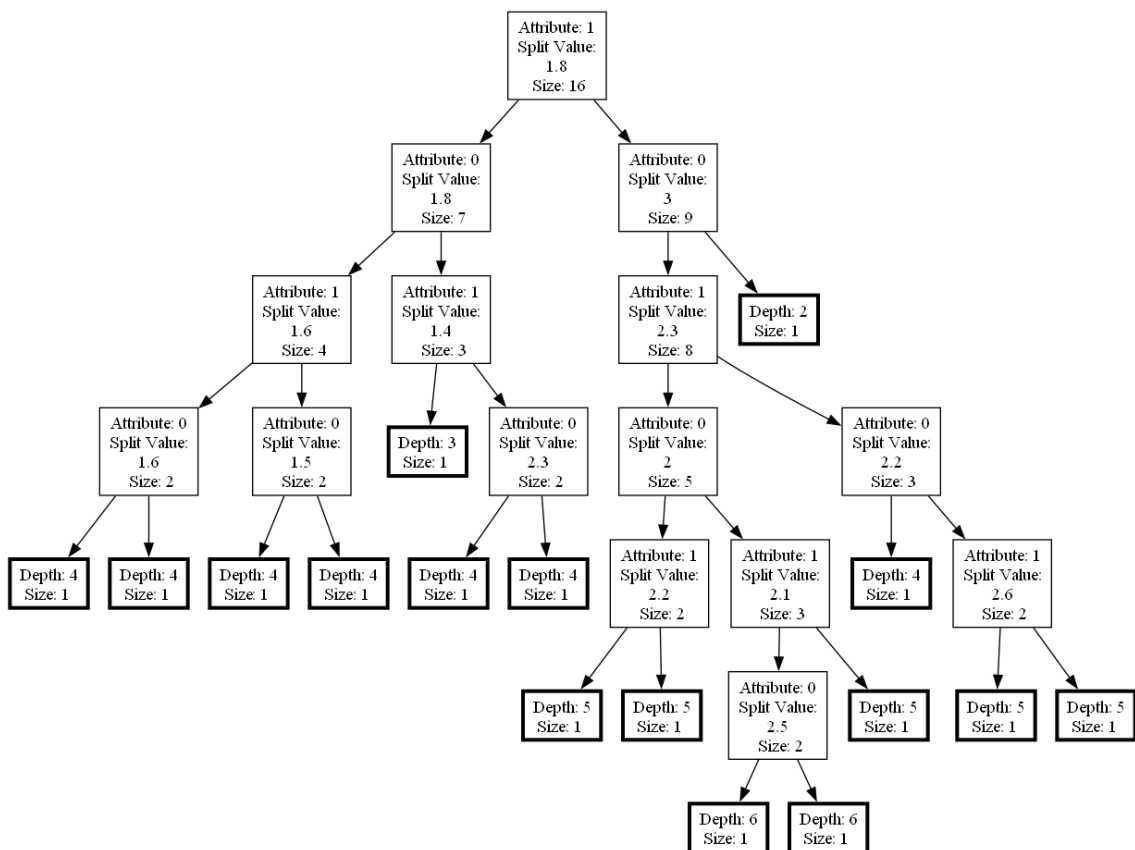 Attribute: 1
Split Value:
1.8
Size: 16
Attribute: 0
Split Value:
1.8
Size: 7
Attribute: 0
Split Value:
3
Size: 9
Attribute: 1
Split Value:
1.6
Size: 4
Attribute: 1
Split Value:
1.4
Size: 3
Attribute: 1
Split Value:
2.3
Size: 8
Depth: 2
Size: 1
Attribute: 0
Split Value:
1.6
Size: 2
Attribute: 0
Split Value:
1.5
Size: 2
Depth: 3
Size: 1
Attribute: 0
Split Value:
2.3
Size: 2
Attribute: 0
Split Value:
2
Size: 5
Attribute: 0
Split Value:
2.2
Size: 3
Depth: 4
Size: 1
Depth: 4
Size: 1
Depth: 4
Size: 1
Depth: 4
Size: 1
Depth: 4
Size: 1
Depth: 4
Size: 1
Attribute: 1
Split Value:
2.2
Size: 2
Attribute: 1
Split Value:
2.1
Size: 3
Depth: 4
Size: 1
Attribute: 1
Split Value:
2.6
Size: 2
Depth: 5
Size: 1
Depth: 5
Size: 1
Attribute: 0
Split Value:
2.5
Size: 2
Depth: 5
Size: 1
Depth: 5
Size: 1
Depth: 5
Size: 1
Depth: 6
Size: 1
Depth: 6
Size: 1